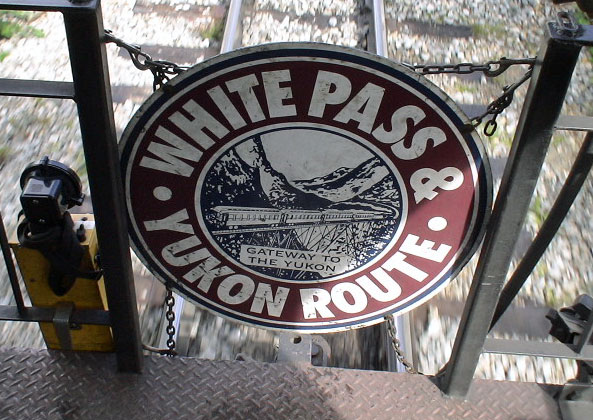 WHITE PASS &
YUKON ROUTE
GATEWAY TO
THE YUKON